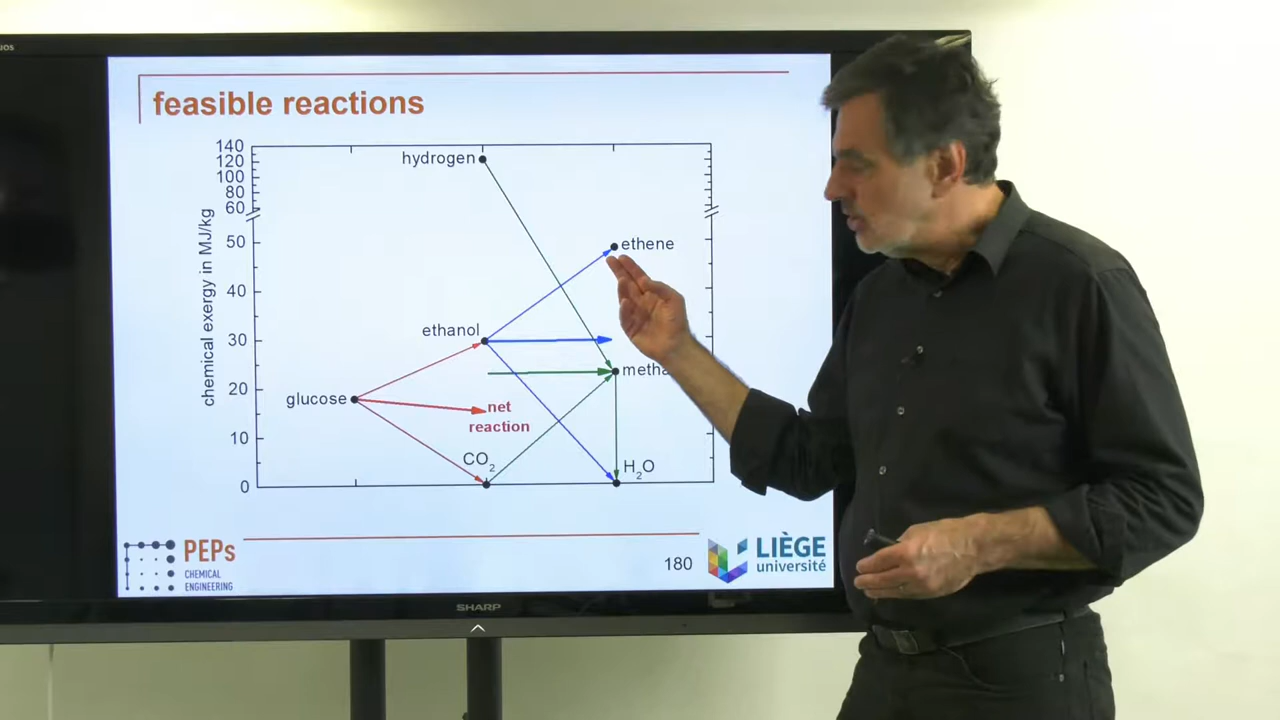 feasible reactions
140
120
100
80
60
50
40
30
20
10
0
chemical exergy in MJ/kg
hydrogen
ethene
ethanol
metha
glucose
net
reaction
CO2
H2O
PEPs
CHEMICAL
ENGINEERING
180
LIÈGE
université
SHARP